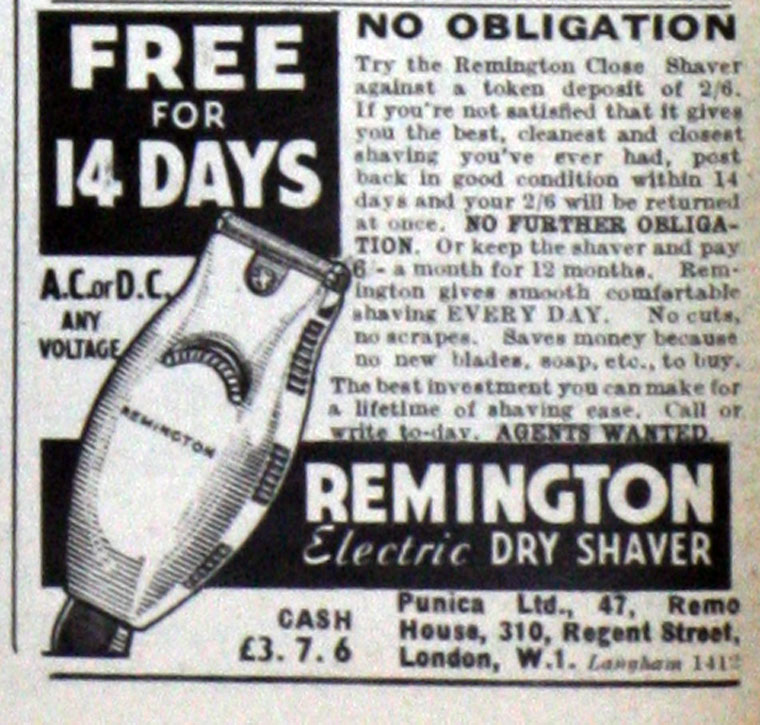 FREE
FOR
14 DAYS
A.C.or D.C.
ANY
VOLTAGE
NO OBLIGATION
Try the Remington Close Shaver
against a token deposit of 2/6.
If you're not satisfied that it gives
you the best, cleanest and closest
shaving you've ever had, post
back in good condition within 14
days and your 2/6 will be returned
at once. NO FURTHER OBLIGA-
TION. Or keep the shaver and pay
6/- a month for 12 months. Rem-
ington gives smooth comfortable
shaving EVERY DAY. No cuts,
no scrapes. Saves money because
no new blades, soap, etc., to buy.
The best investment you can make for
a lifetime of shaving ease. Call or
write to-day. AGENTS WANTED.
REMINGTON
REMINGTON
Electric DRY SHAVER
CASH
£3. 7. 6
Punica Ltd., 47, Remo
House, 310, Regent Street,
London, W.1. Langham 1412